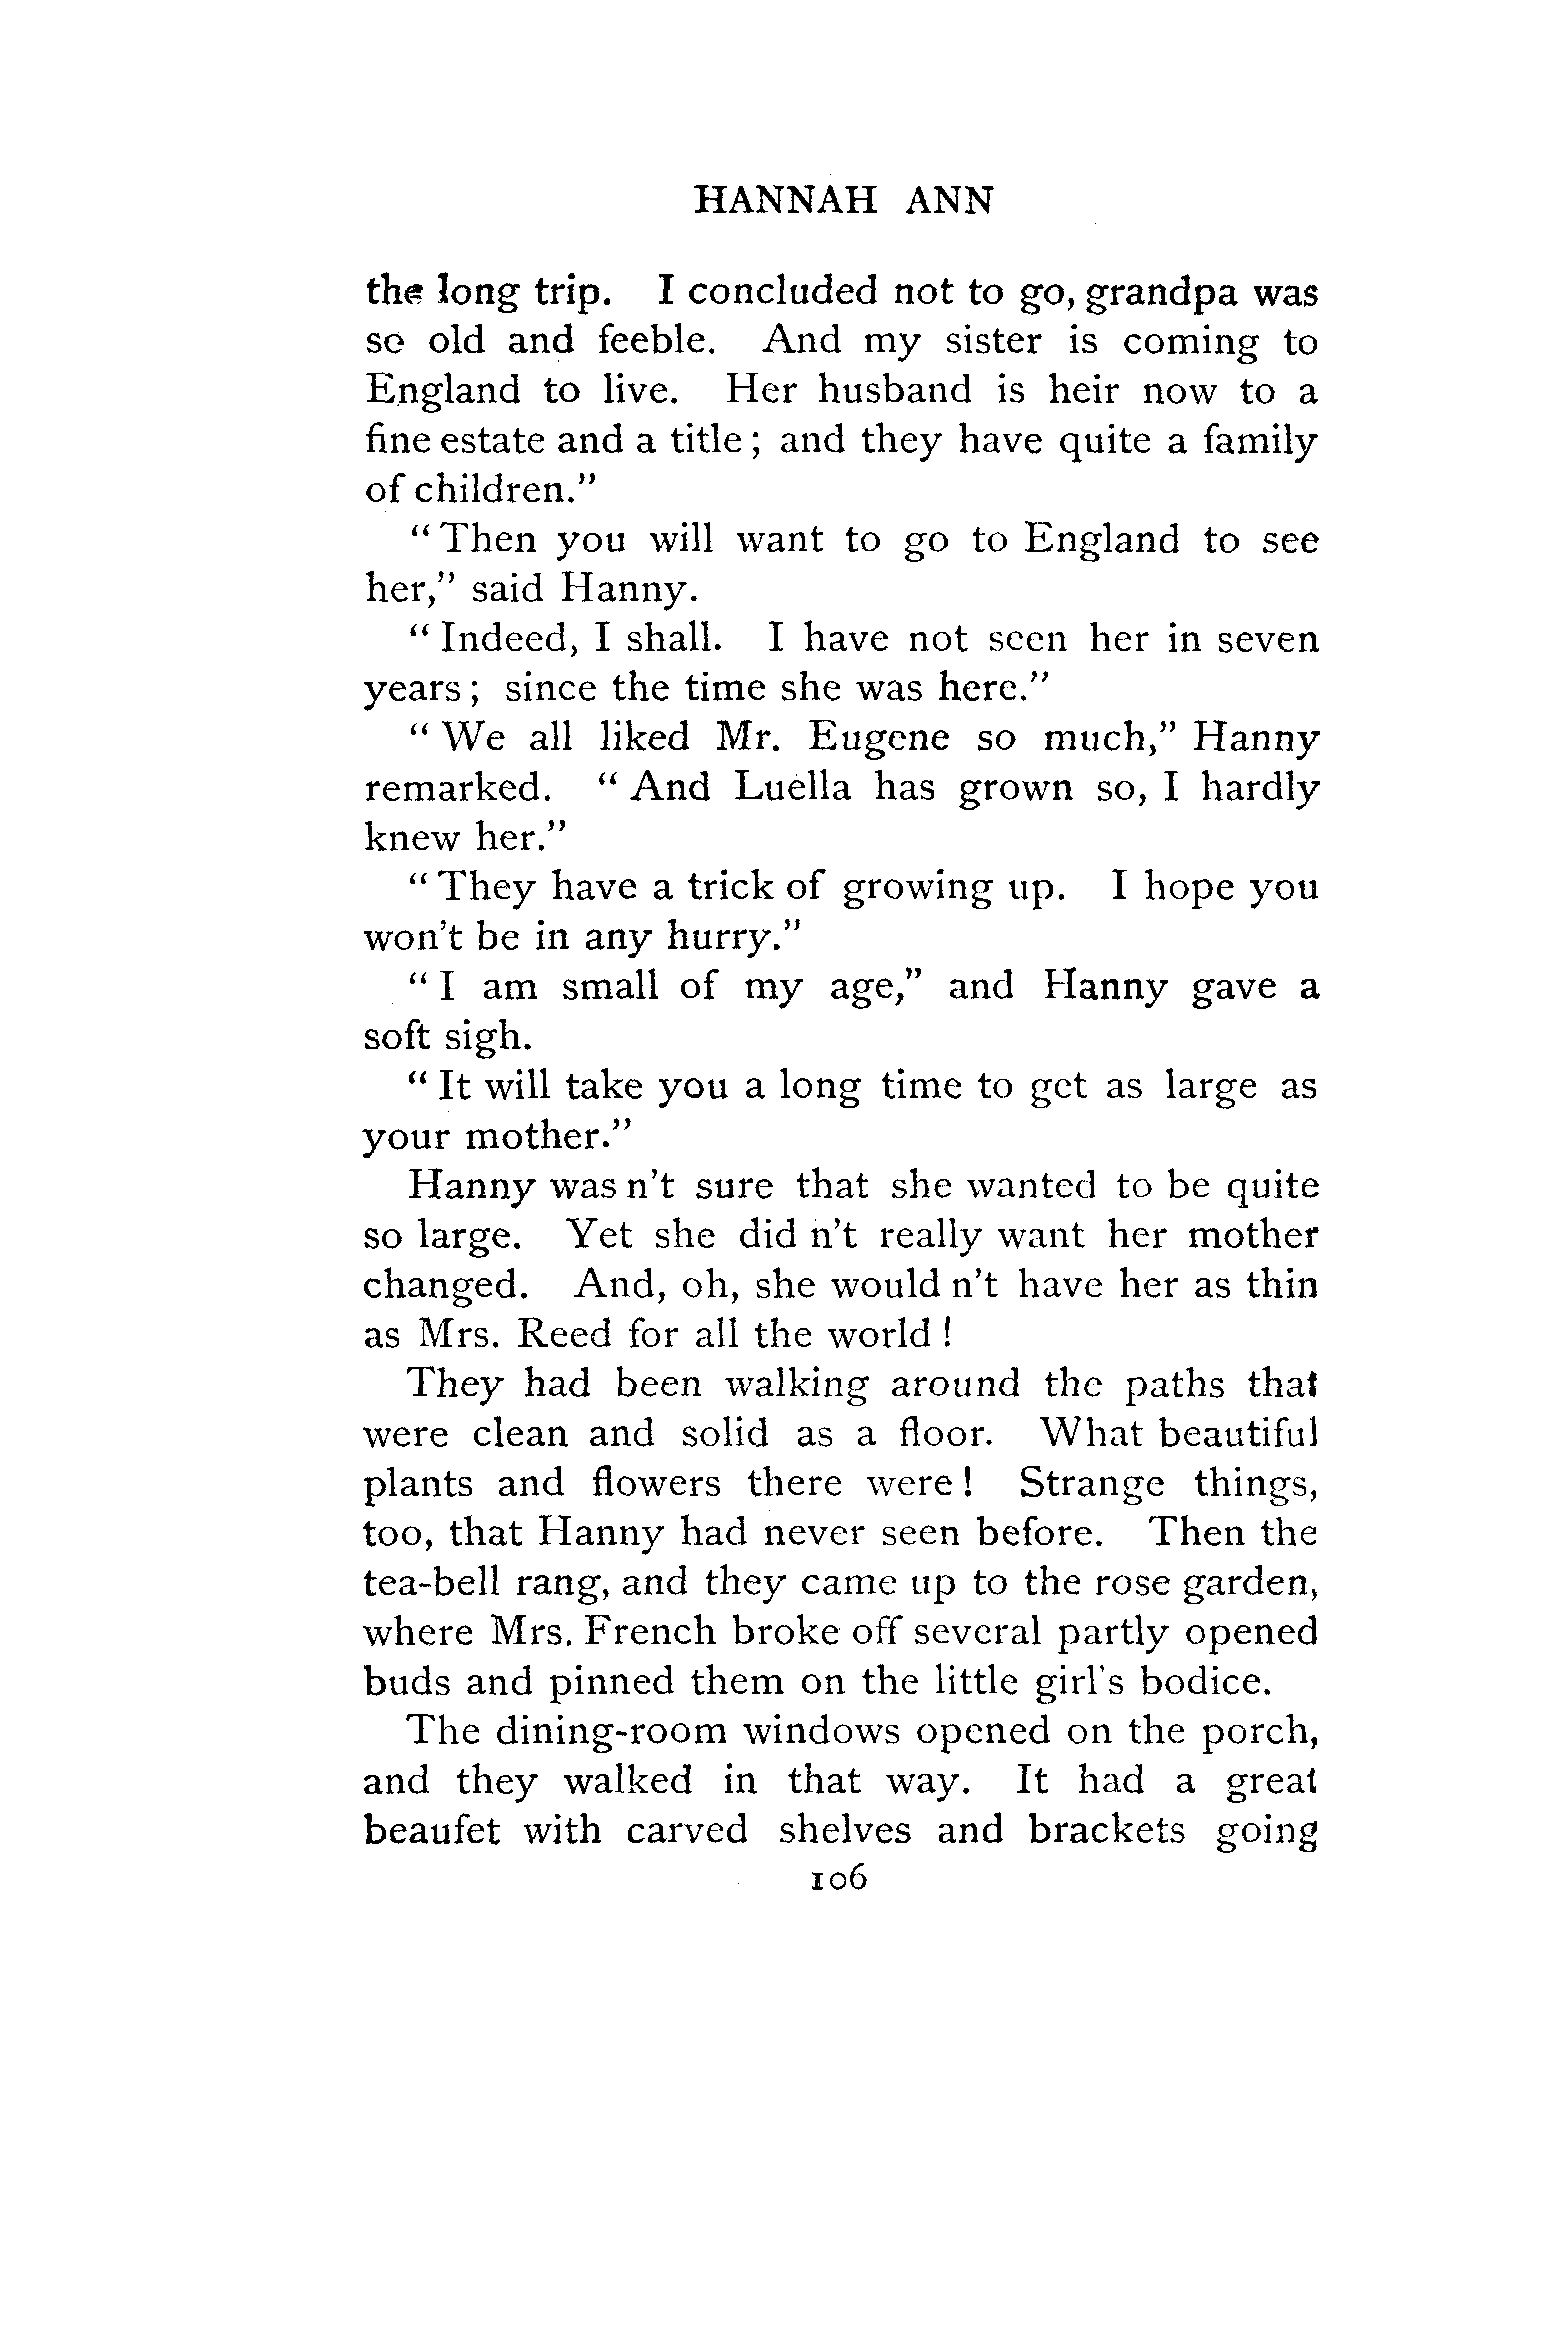 HANNAH ANN
the long trip. I concluded not to go, grandpa was
so old and feeble. And my sister is coming to
England to live. Her husband is heir now to a
fine estate and a title; and they have quite a family
of children."
"Then you will want to go to England to see
her," said Hanny.
"Indeed, I shall. I have not seen her in seven
years; since the time she was here."
"We all liked Mr. Eugene so much," Hanny
remarked. "And Luella has grown so, I hardly
knew her."
"They have a trick of growing up. I hope you
won't be in any hurry."
"I am small of my age," and Hanny gave a
soft sigh.
"It will take you a long time to get as large as
your mother."
Hanny was n't sure that she wanted to be quite
so large. Yet she did n't really want her mother
changed. And, oh, she would n't have her as thin
as Mrs. Reed for all the world!
They had been walking around the paths that
were clean and solid as a floor. What beautiful
plants and flowers there were! Strange things,
too, that Hanny had never seen before. Then the
tea-bell rang, and they came up to the rose garden,
where Mrs. French broke off several partly opened
buds and pinned them on the little girl's bodice.
The dining-room windows opened on the porch,
and they walked in that way. It had a great
beaufet with carved shelves and brackets going
106